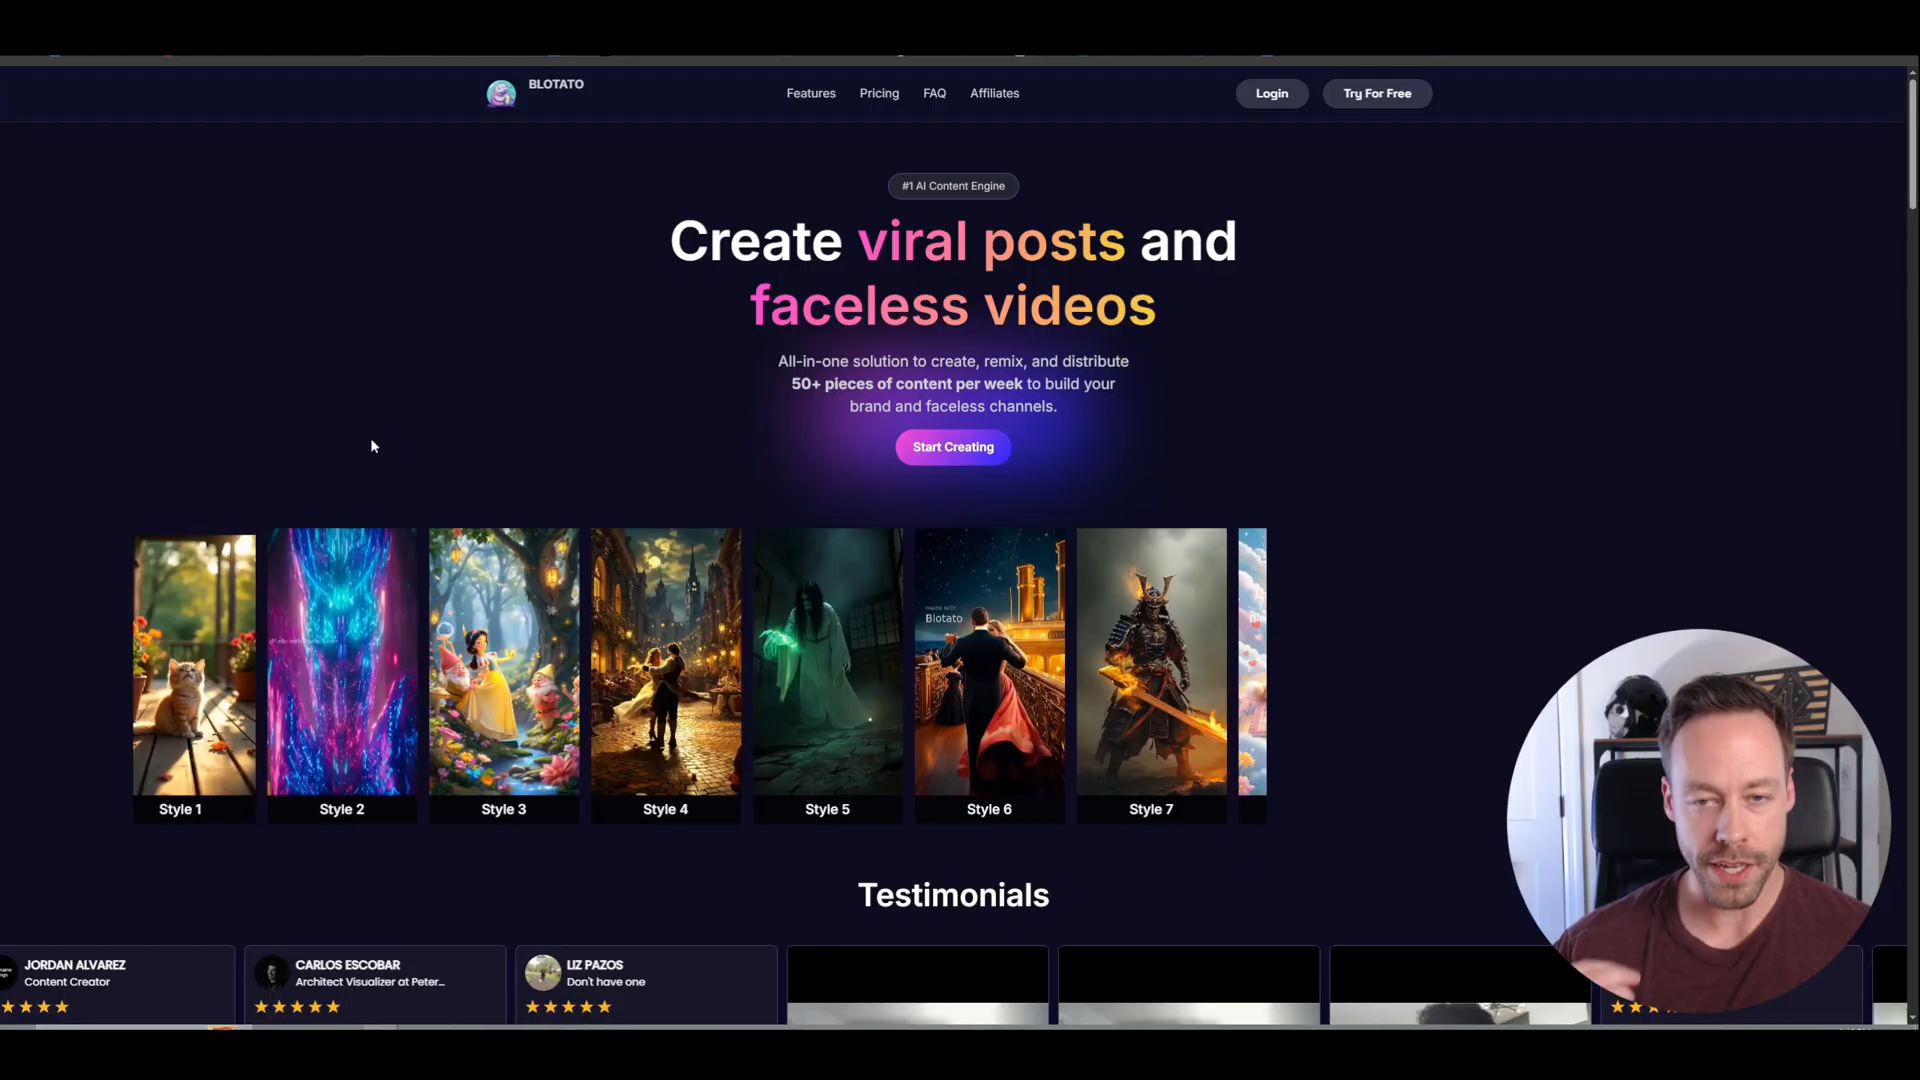 BLOTATO
Features
Pricing
FAQ
Affiliates
Login
Try For Free
#1 AI Content Engine
Create viral posts and
faceless videos
All-in-one solution to create, remix, and distribute
50+ pieces of content per week to build your
brand and faceless channels.
Start Creating
made with
Blotato
Style 1
Style 2
Style 3
Style 4
Style 5
Style 6
Style 7
Testimonials
JORDAN ALVAREZ
Content Creator
CARLOS ESCOBAR
Architect Visualizer at Peter...
LIZ PAZOS
Don't have one